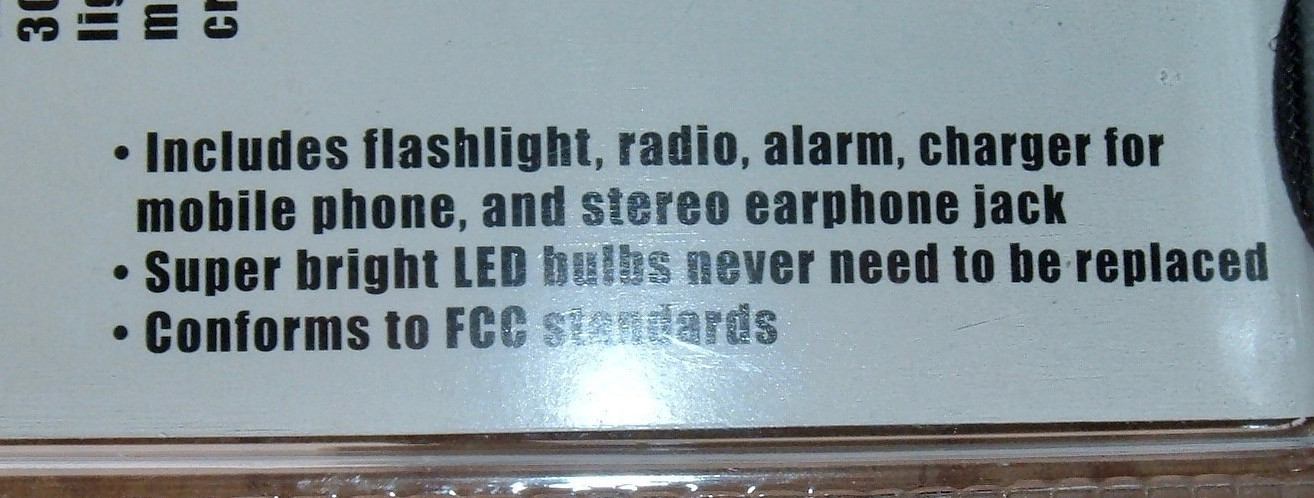 • Includes flashlight, radio, alarm, charger for
mobile phone, and stereo earphone jack
• Super bright LED bulbs never need to be replaced
• Conforms to FCC standards